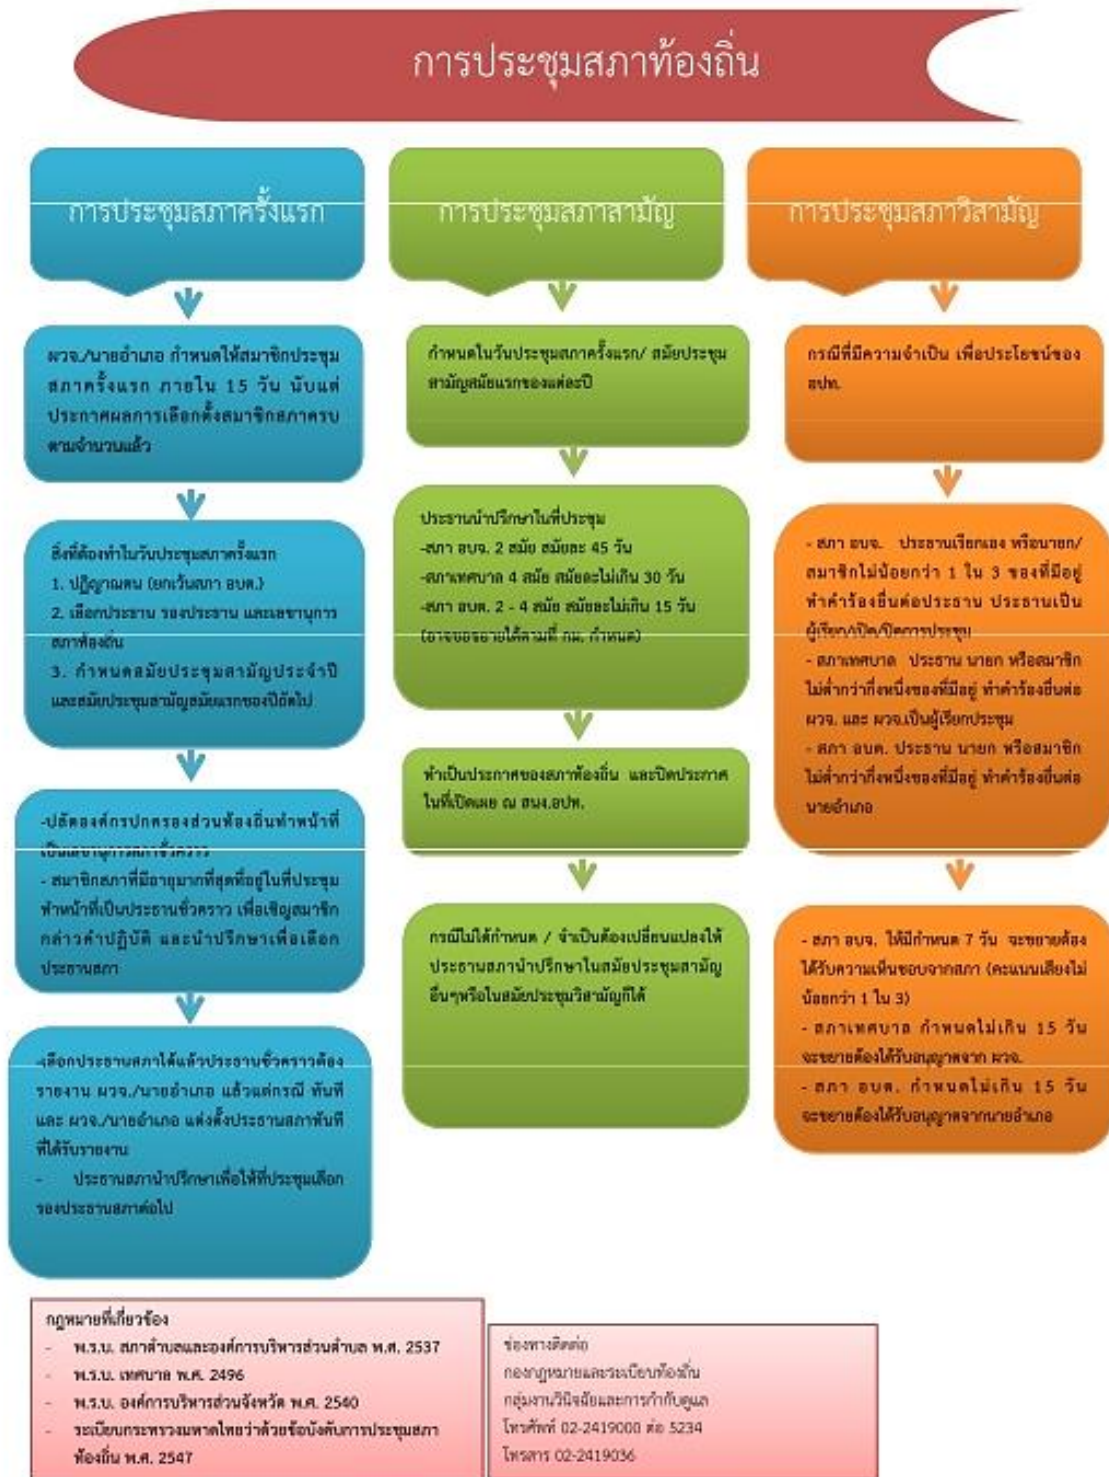 การประชุมสภาท้องถิ่น
การประชุมสภาครั้งแรก
ผวจ./นายอำเภอ กำหนดให้สมาชิกประชุม
สภาครั้งแรก ภายใน 15 วัน นับแต่
ประกาศผลการเลือกตั้งสมาชิกสภาครบ
ตามจำนวนแล้ว
สิ่งที่ต้องทำในวันประชุมสภาครั้งแรก
1. ปฏิญาณตน (ยกเว้นสภา อบต.)
2. เลือกประธาน รองประธาน และเลขานุการ
สภาท้องถิ่น
3. กำหนดสมัยประชุมสามัญประจำปี
และสมัยประชุมสามัญสมัยแรกของปีถัดไป
-ปลัดองค์กรปกครองส่วนท้องถิ่นทำหน้าที่
เป็นเลขานุการสภาชั่วคราว
- สมาชิกสภาที่มีอายุมากที่สุดที่อยู่ในที่ประชุม
ทำหน้าที่เป็นประธานชั่วคราว เพื่อเชิญสมาชิก
กล่าวคำปฏิบัติ และนำปรึกษาเพื่อเลือก
ประธานสภา
-เลือกประธานสภาได้แล้วประธานชั่วคราวต้อง
รายงาน ผวจ./นายอำเภอ แล้วแต่กรณี ทันที
และ ผวจ./นายอำเภอ แต่งตั้งประธานสภาทันที
ที่ได้รับรายงาน
- ประธานสภานำปรึกษาเพื่อให้ที่ประชุมเลือก
รองประธานสภาต่อไป
การประชุมสภาสามัญ
กำหนดในวันประชุมสภาครั้งแรก/ สมัยประชุม
สามัญสมัยแรกของแต่ละปี
ประธานนำปรึกษาในที่ประชุม
-สภา อบจ. 2 สมัย สมัยละ 45 วัน
-สภาเทศบาล 4 สมัย สมัยละไม่เกิน 30 วัน
-สภา อบต. 2 - 4 สมัย สมัยละไม่เกิน 15 วัน
(อาจขอขยายได้ตามที่ กม. กำหนด)
ทำเป็นประกาศของสภาท้องถิ่น และปิดประกาศ
ในที่เปิดเผย ณ สนง.อปท.
กรณีไม่ได้กำหนด / จำเป็นต้องเปลี่ยนแปลงให้
ประธานสภานำปรึกษาในสมัยประชุมสามัญ
อื่นๆหรือในสมัยประชุมวิสามัญก็ได้
การประชุมสภาวิสามัญ
กรณีที่มีความจำเป็น เพื่อประโยชน์ของ
อปท.
- สภา อบจ. ประธานเรียกเอง หรือนายก/
สมาชิกไม่น้อยกว่า 1 ใน 3 ของที่มีอยู่
ทำคำร้องยื่นต่อประธาน ประธานเป็น
ผู้เรียก/เปิด/ปิดการประชุม
- สภาเทศบาล ประธาน นายก หรือสมาชิก
ไม่ต่ำกว่ากึ่งหนึ่งของที่มีอยู่ ทำคำร้องยื่นต่อ
ผวจ. และ ผวจ.เป็นผู้เรียกประชุม
- สภา อบต. ประธาน นายก หรือสมาชิก
ไม่ต่ำกว่ากึ่งหนึ่งของที่มีอยู่ ทำคำร้องยื่นต่อ
นายอำเภอ
- สภา อบจ. ให้มีกำหนด 7 วัน จะขยายต้อง
ได้รับความเห็นชอบจากสภา (คะแนนเสียงไม่
น้อยกว่า 1 ใน 3)
- สภาเทศบาล กำหนดไม่เกิน 15 วัน
จะขยายต้องได้รับอนุญาตจาก ผวจ.
- สภา อบต. กำหนดไม่เกิน 15 วัน
จะขยายต้องได้รับอนุญาตจากนายอำเภอ
กฎหมายที่เกี่ยวข้อง
- พ.ร.บ. สภาตำบลและองค์การบริหารส่วนตำบล พ.ศ. 2537
- พ.ร.บ. เทศบาล พ.ศ. 2496
- พ.ร.บ. องค์การบริหารส่วนจังหวัด พ.ศ. 2540
- ระเบียบกระทรวงมหาดไทยว่าด้วยข้อบังคับการประชุมสภา
ท้องถิ่น พ.ศ. 2547
ช่องทางติดต่อ
กองกฎหมายและระเบียบท้องถิ่น
กลุ่มงานวินิจฉัยและการกำกับดูแล
โทรศัพท์ 02-2419000 ต่อ 5234
โทรสาร 02-2419036